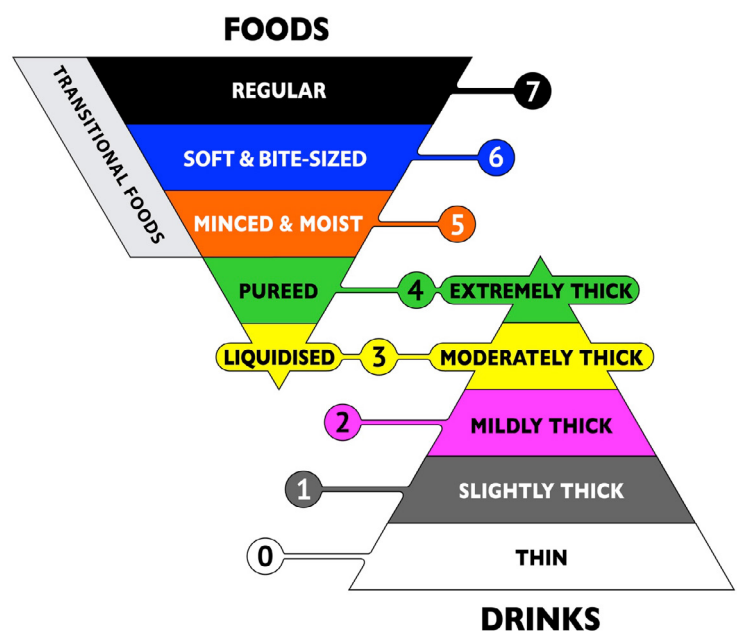 FOODS
TRANSITIONAL FOODS
REGULAR
7
SOFT & BITE-SIZED
6
MINCED & MOIST
5
PUREED
4
EXTREMELY THICK
LIQUIDISED
3
MODERATELY THICK
2
MILDLY THICK
1
SLIGHTLY THICK
0
THIN
DRINKS